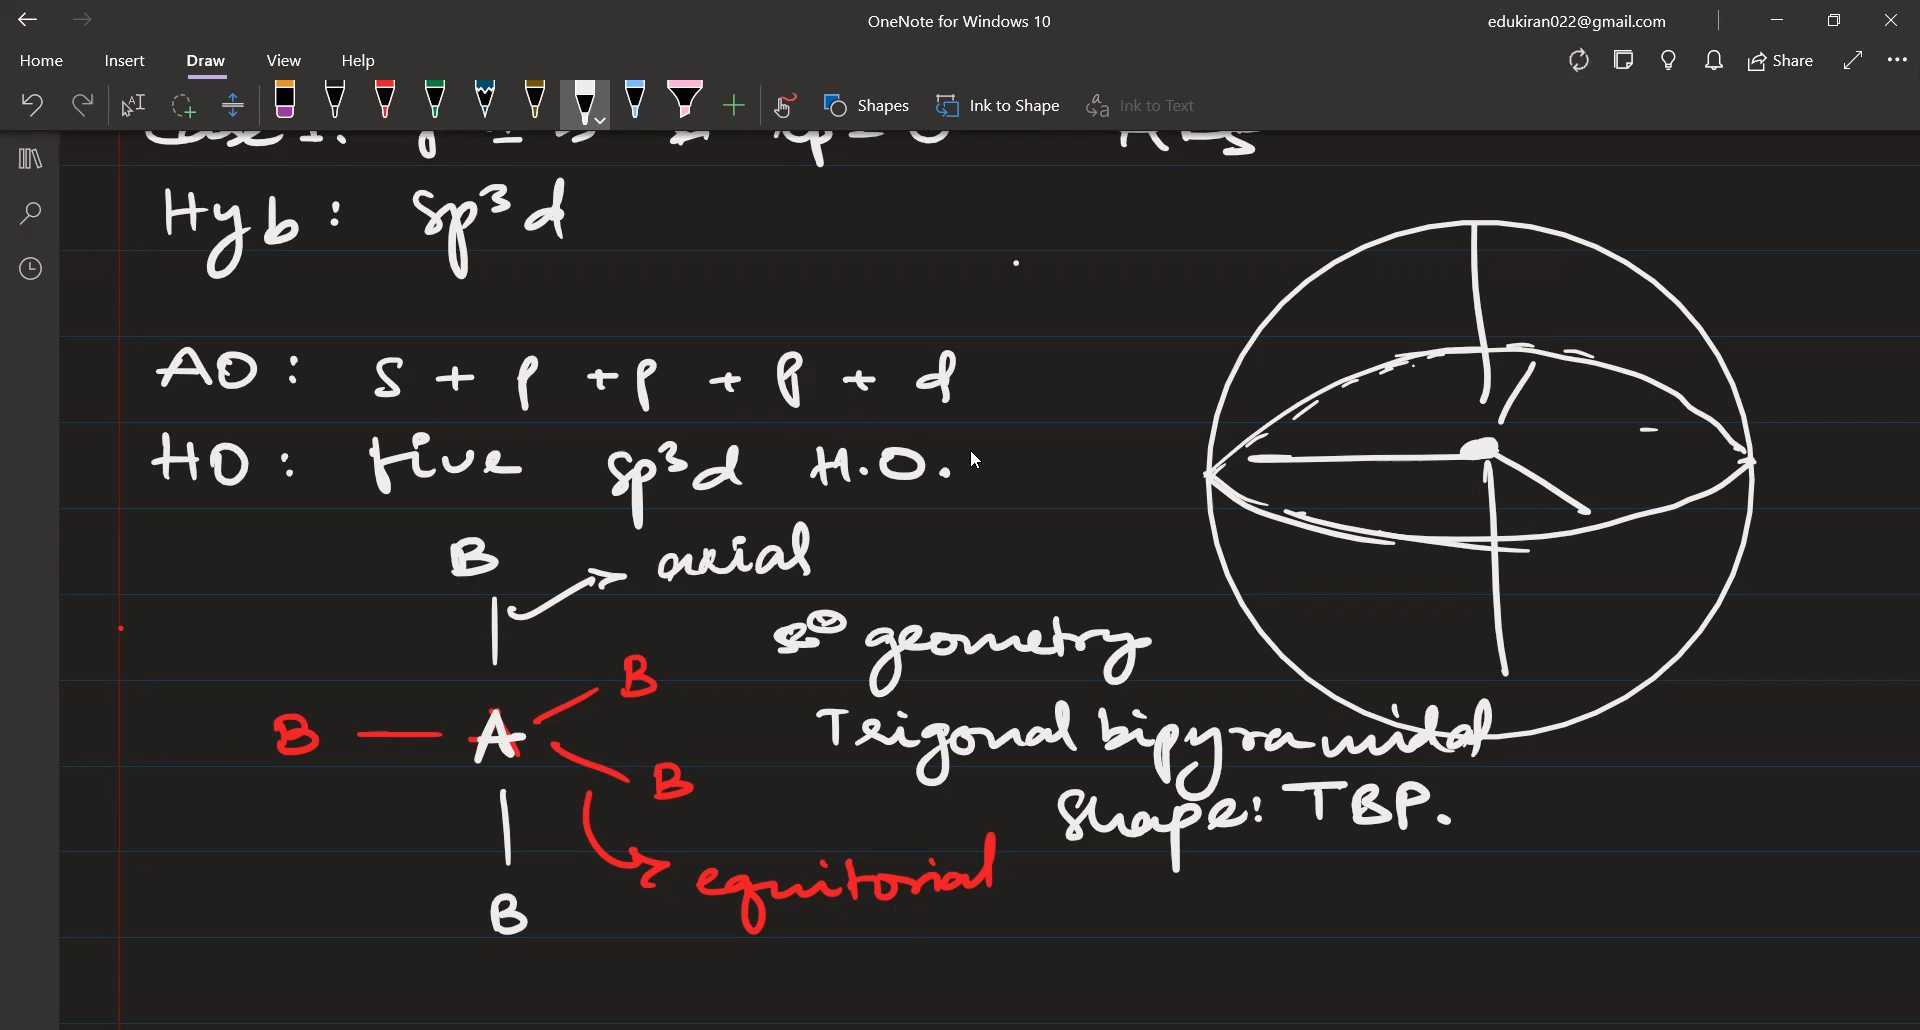 OneNote for Windows 10
edukiran022@gmail.com
Home Insert Draw View Help
Share
Shapes Ink to Shape Ink to Text
Hyb : sp³d
AO : s + p + p + p + d
HO : five sp³d H.O.
B
axial
geometry
B
B — A
Trigonal bipyramidal
B
Shape: TBP.
equitorial
B